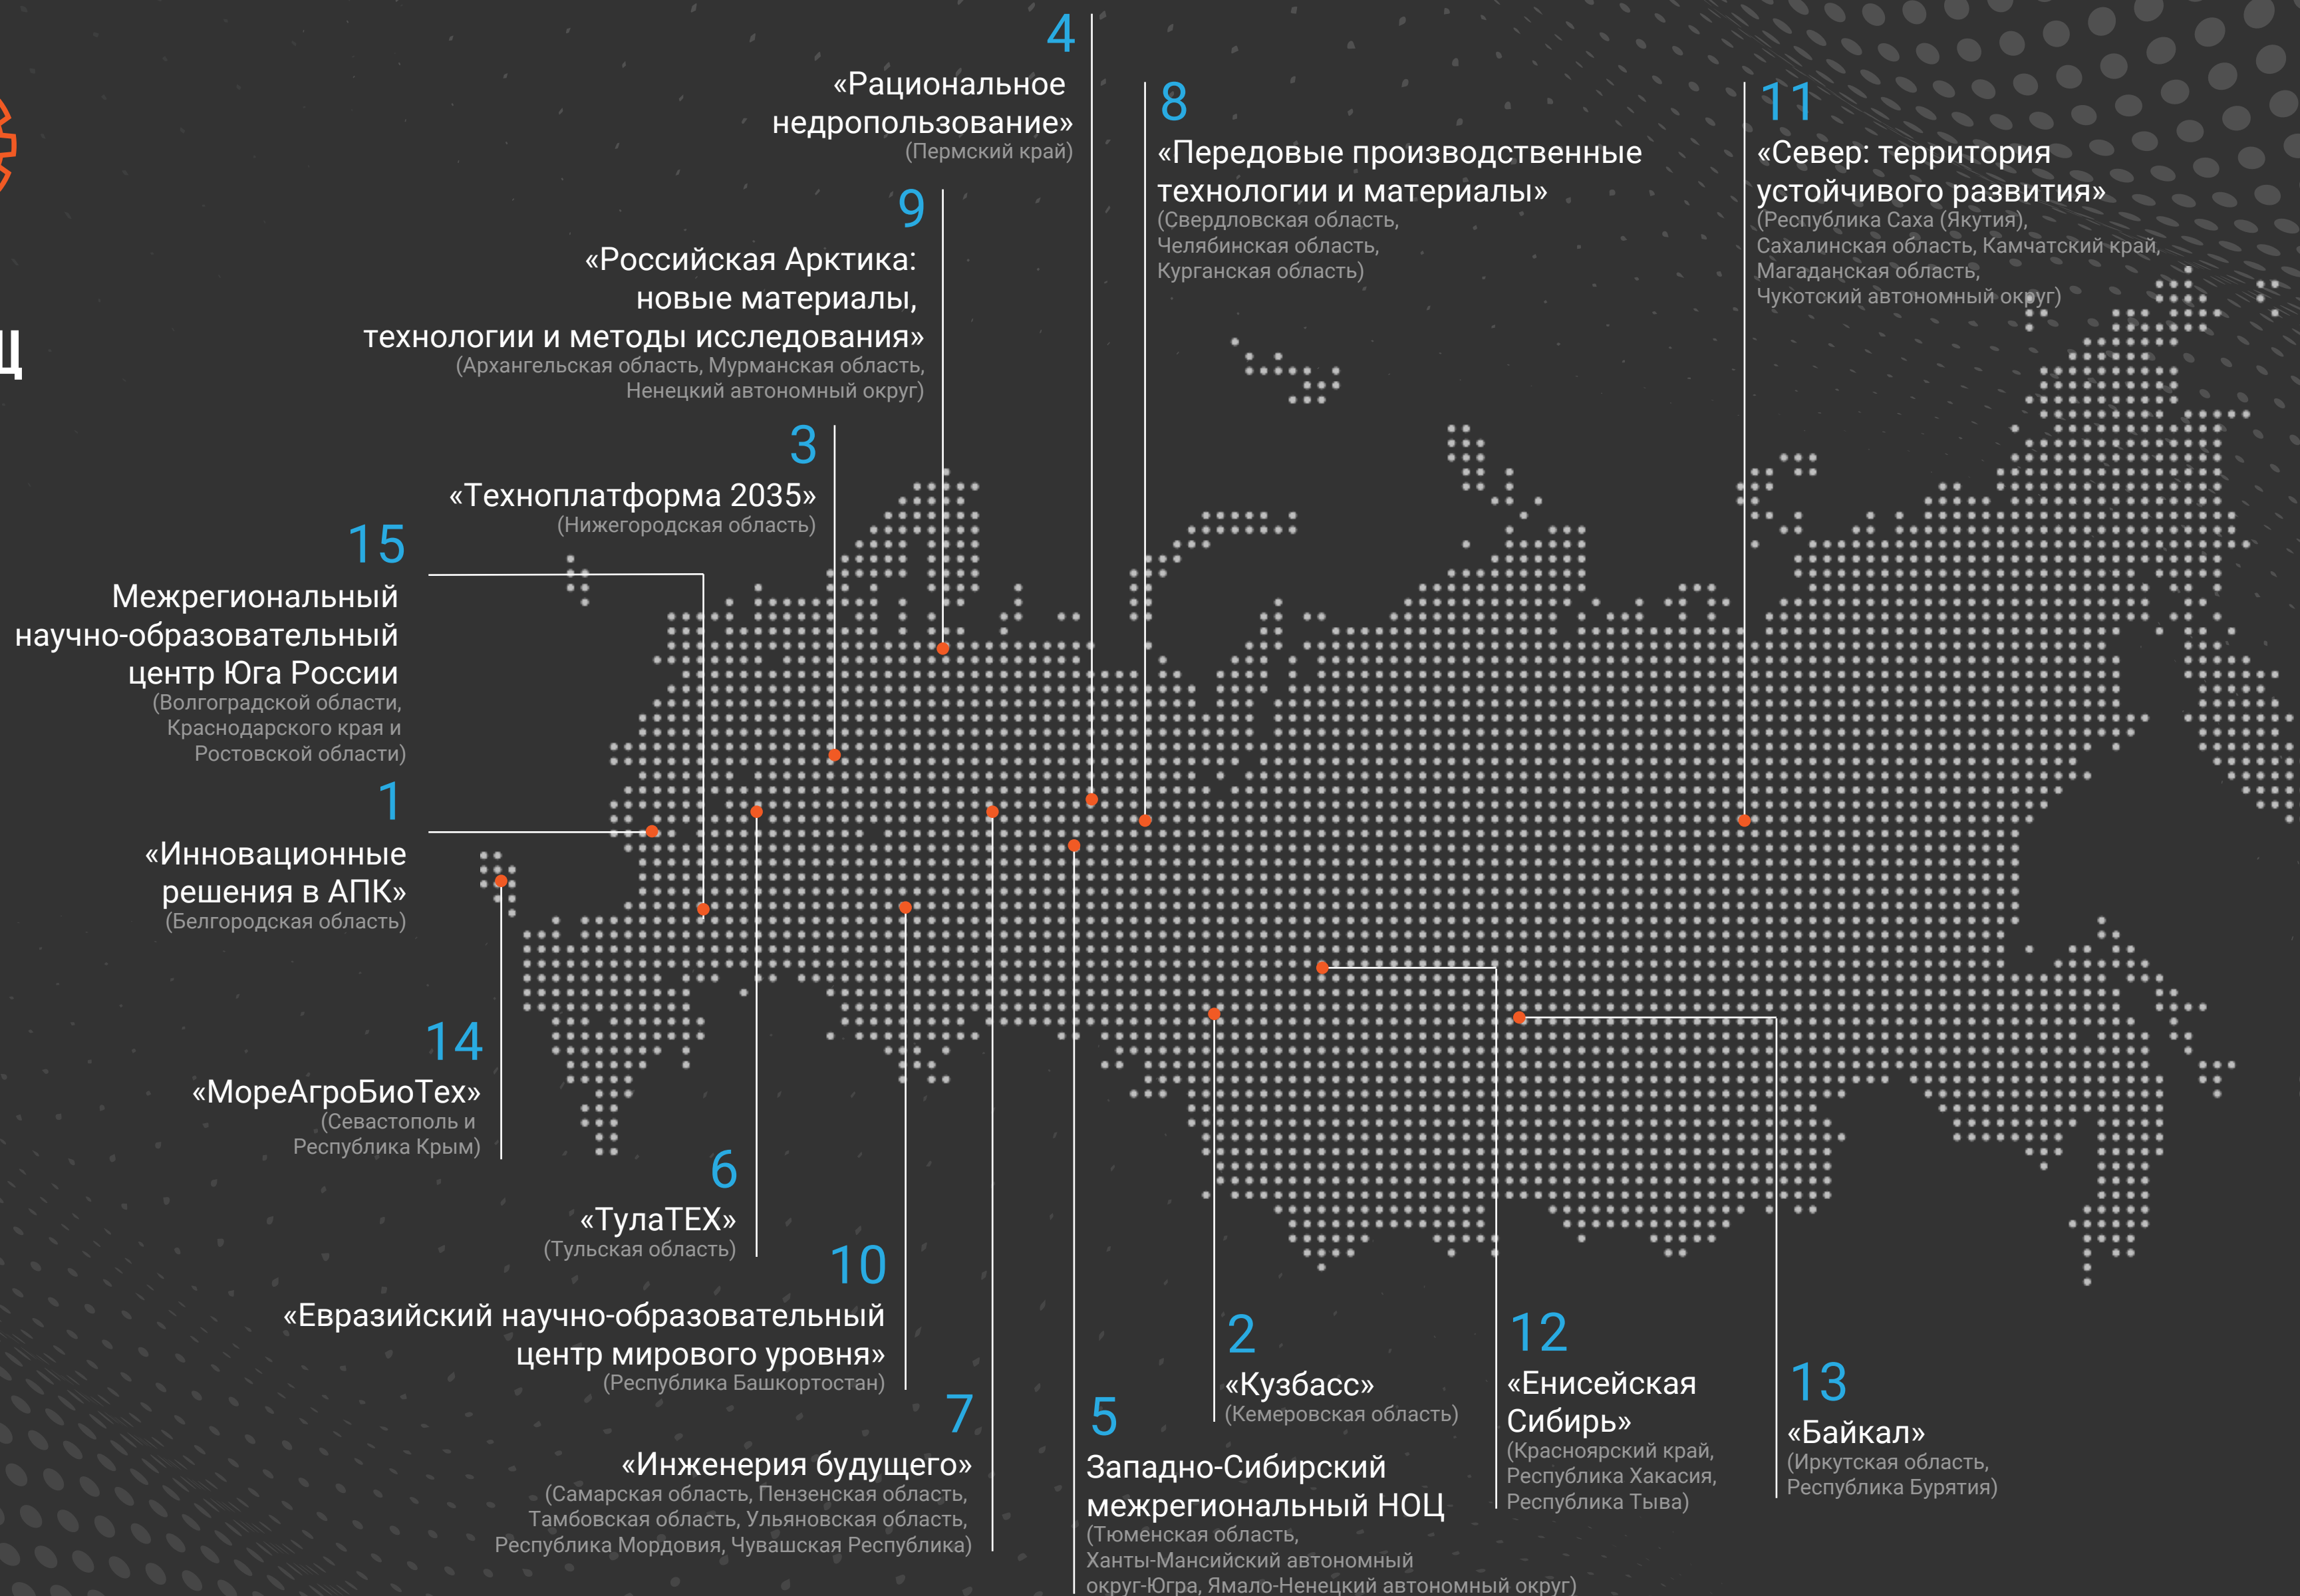 4
«Рациональное
недропользование»
(Пермский край)
8
«Передовые производственные
технологии и материалы»
(Свердловская область,
Челябинская область,
Курганская область)
11
«Север: территория
устойчивого развития»
(Республика Саха (Якутия),
Сахалинская область, Камчатский край,
Магаданская область,
Чукотский автономный округ)
9
«Российская Арктика:
новые материалы,
технологии и методы исследования»
(Архангельская область, Мурманская область,
Ненецкий автономный округ)
3
«Техноплатформа 2035»
(Нижегородская область)
15
Межрегиональный
научно-образовательный
центр Юга России
(Волгоградской области,
Краснодарского края и
Ростовской области)
1
«Инновационные
решения в АПК»
(Белгородская область)
14
«МореАгроБиоТех»
(Севастополь и
Республика Крым)
6
«ТулаТЕХ»
(Тульская область)
10
«Евразийский научно-образовательный
центр мирового уровня»
(Республика Башкортостан)
7
«Инженерия будущего»
(Самарская область, Пензенская область,
Тамбовская область, Ульяновская область,
Республика Мордовия, Чувашская Республика)
5
Западно-Сибирский
межрегиональный НОЦ
(Тюменская область,
Ханты-Мансийский автономный
округ-Югра, Ямало-Ненецкий автономный округ)
2
«Кузбасс»
(Кемеровская область)
12
«Енисейская
Сибирь»
(Красноярский край,
Республика Хакасия,
Республика Тыва)
13
«Байкал»
(Иркутская область,
Республика Бурятия)